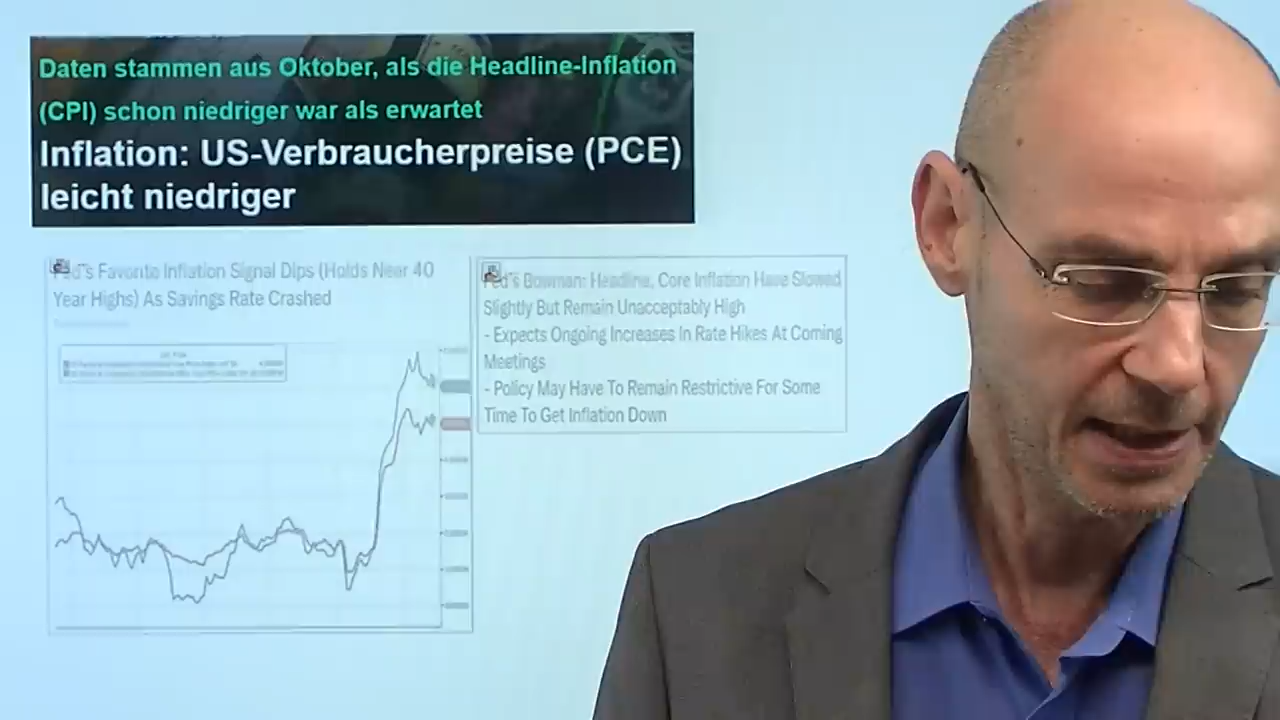 Daten stammen aus Oktober, als die Headline-Inflation
(CPI) schon niedriger war als erwartet
Inflation: US-Verbraucherpreise (PCE)
leicht niedriger
Fed's Favorite Inflation Signal Dips (Holds Near 40
Year Highs) As Savings Rate Crashed
Fed's Bowman: Headline, Core Inflation Have Slowed
Slightly But Remain Unacceptably High
- Expects Ongoing Increases In Rate Hikes At Coming
Meetings
- Policy May Have To Remain Restrictive For Some
Time To Get Inflation Down